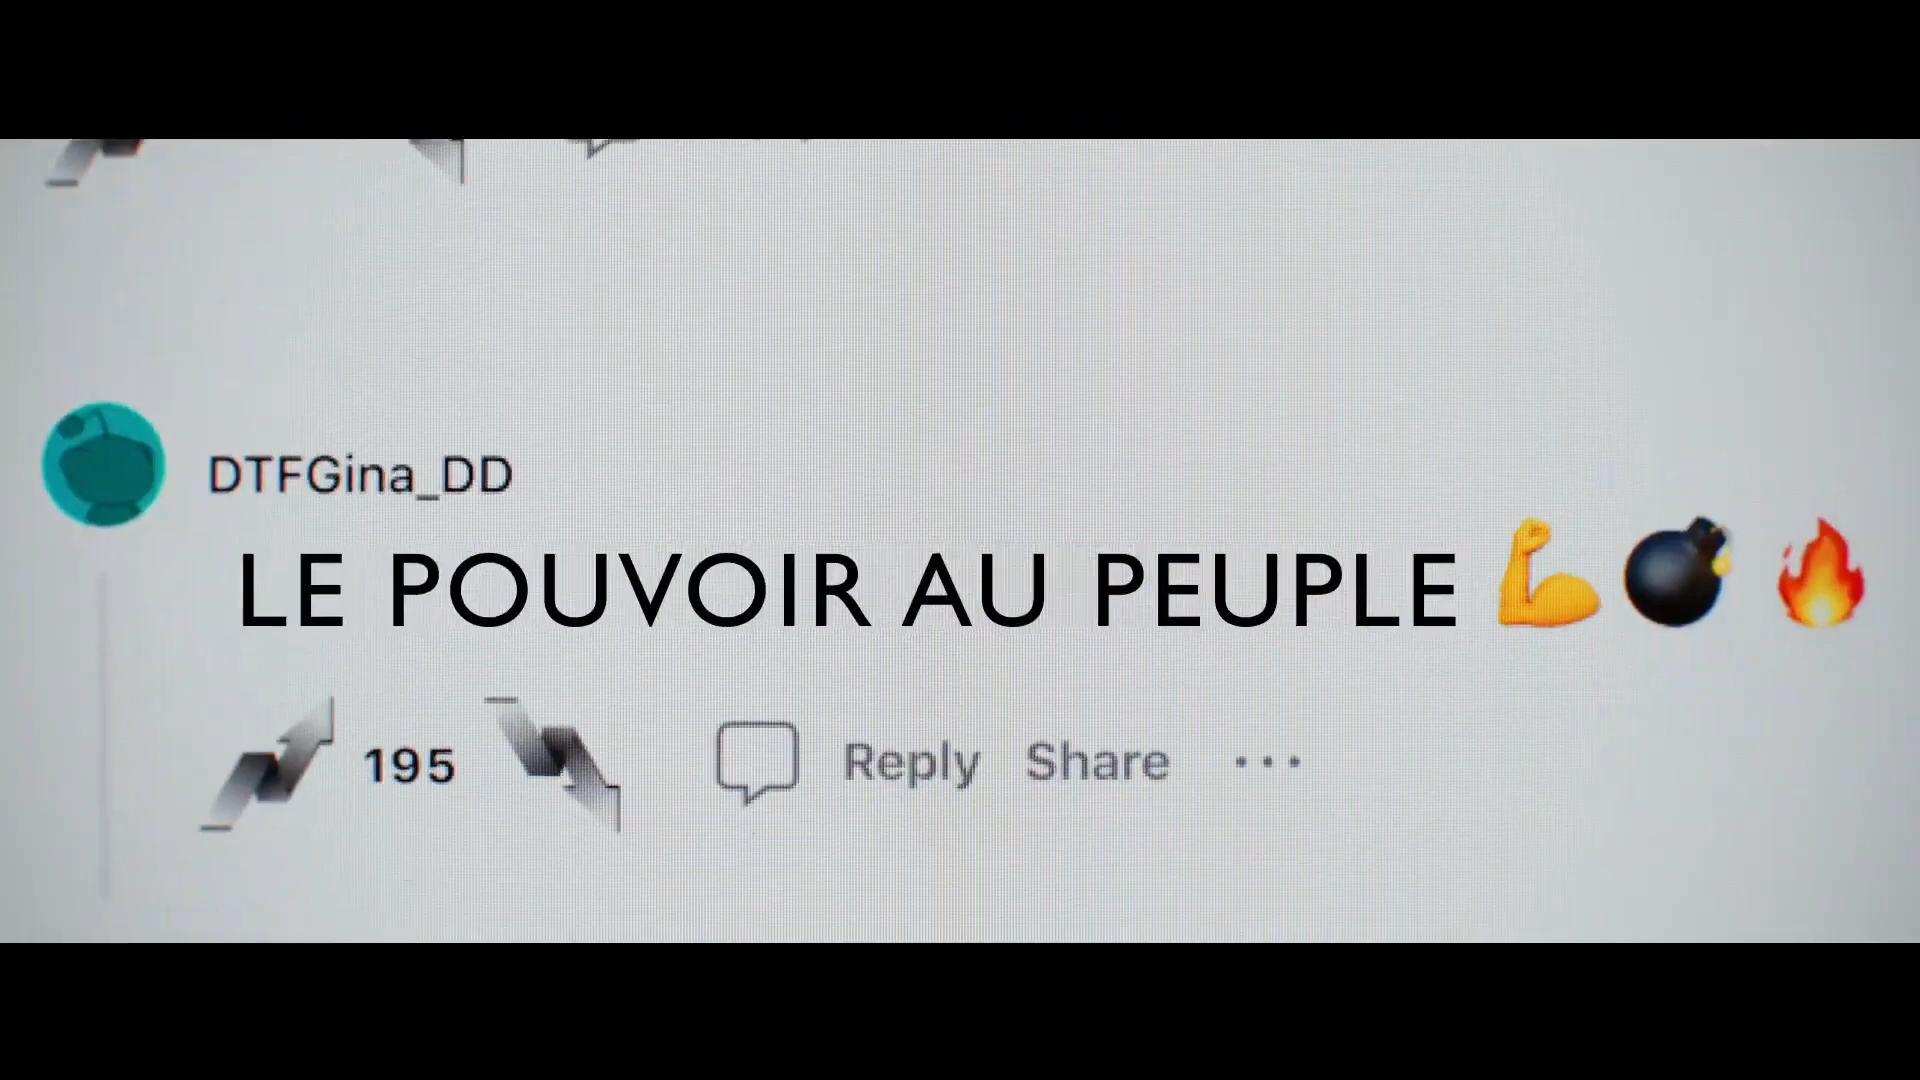 DTFGina_DD
LE POUVOIR AU PEUPLE 💪💣🔥
195 Reply Share ...